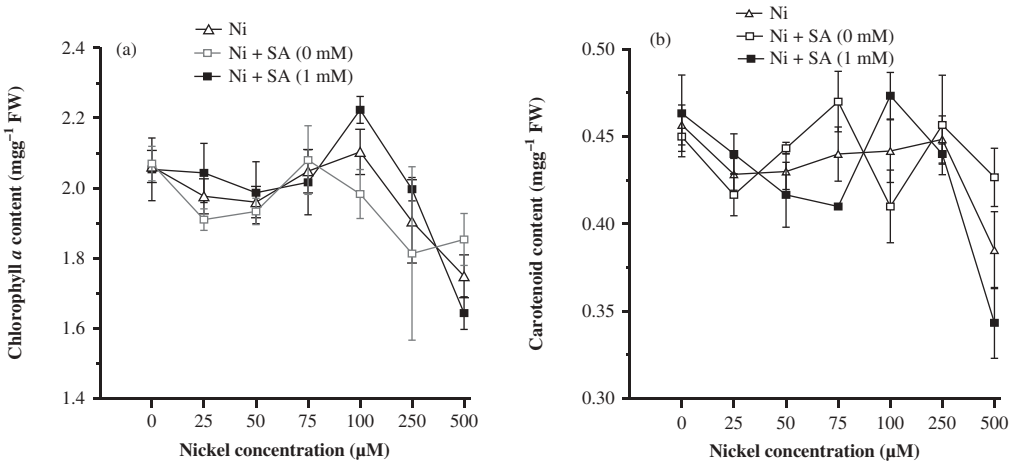 (a)
Ni
Ni + SA (0 mM)
Ni + SA (1 mM)
Chlorophyll a content (mgg⁻¹ FW)
2.4
2.2
2.0
1.8
1.6
1.4
0 25 50 75 100 250 500
Nickel concentration (µM)
(b)
Ni
Ni + SA (0 mM)
Ni + SA (1 mM)
Carotenoid content (mgg⁻¹ FW)
0.50
0.45
0.40
0.35
0.30
0 25 50 75 100 250 500
Nickel concentration (µM)